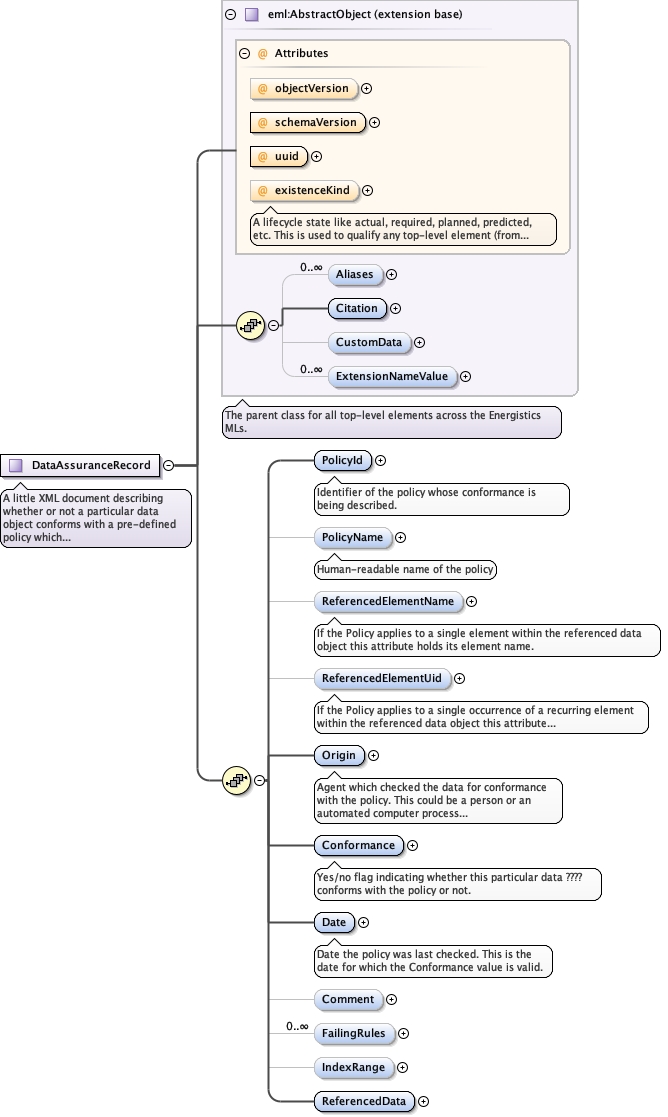 eml:AbstractObject (extension base)
@ Attributes
@ objectVersion
@ schemaVersion
@ uuid
@ existenceKind
A lifecycle state like actual, required, planned, predicted,
etc. This is used to qualify any top-level element (from...
0..∞
Aliases
Citation
CustomData
0..∞
ExtensionNameValue
The parent class for all top-level elements across the Energistics
MLs.
DataAssuranceRecord
A little XML document describing
whether or not a particular data
object conforms with a pre-defined
policy which...
PolicyId
Identifier of the policy whose conformance is
being described.
PolicyName
Human-readable name of the policy
ReferencedElementName
If the Policy applies to a single element within the referenced data
object this attribute holds its element name.
ReferencedElementUid
If the Policy applies to a single occurrence of a recurring element
within the referenced data object this attribute...
Origin
Agent which checked the data for conformance
with the policy. This could be a person or an
automated computer process...
Conformance
Yes/no flag indicating whether this particular data ????
conforms with the policy or not.
Date
Date the policy was last checked. This is the
date for which the Conformance value is valid.
Comment
0..∞
FailingRules
IndexRange
ReferencedData